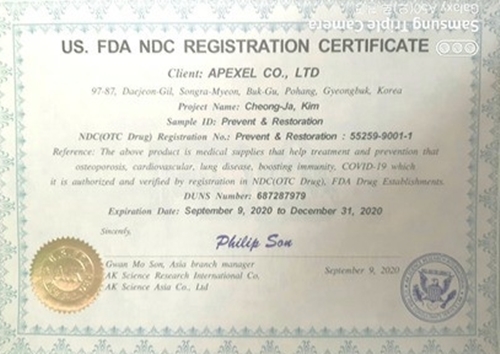 US. FDA NDC REGISTRATION CERTIFICATE
Client: APEXEL CO., LTD
97-87, Daejeon-Gil, Songra-Myeon, Buk-Gu, Pohang, Gyeongbuk, Korea
Project Name: Cheong-Ja, Kim
Sample ID: Prevent & Restoration
NDC(OTC Drug) Registration No.: Prevent & Restoration : 55259-9001-1
Reference: The above product is medical supplies that help treatment and prevention that
osteoporosis, cardiovascular, lung disease, boosting immunity, COVID-19 which
it is authorized and verified by registration in NDC(OTC Drug), FDA Drug Establishments.
DUNS Number: 687287979
Expiration Date: September 9, 2020 to December 31, 2020
Sincerely,
Philip Son
Gwan Mo Son, Asia branch manager
AK Science Research International Co,
AK Science Asia Co., Ltd
September 9, 2020
Samsung Triple Camera